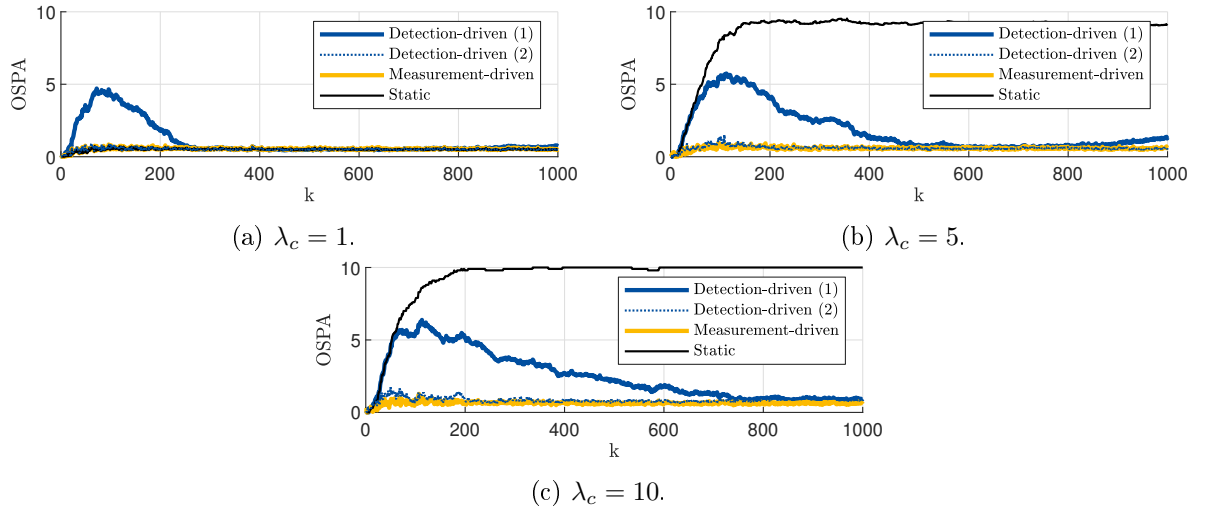 10
5
0
OSPA
0 200 400 600 800 1000
k
Detection-driven (1)
Detection-driven (2)
Measurement-driven
Static
(a) λ_c = 1.
10
5
0
OSPA
0 200 400 600 800 1000
k
Detection-driven (1)
Detection-driven (2)
Measurement-driven
Static
(b) λ_c = 5.
10
5
0
OSPA
0 200 400 600 800 1000
k
Detection-driven (1)
Detection-driven (2)
Measurement-driven
Static
(c) λ_c = 10.